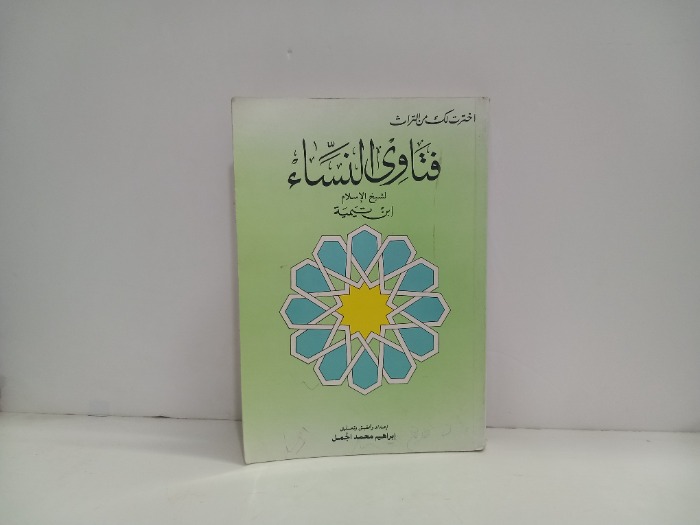 اخترت لك من التراث
فتاوى النساء
لشيخ الإسلام
ابن تيمية
إعداد وتحقيق وتعليق
إبراهيم محمد الجمل